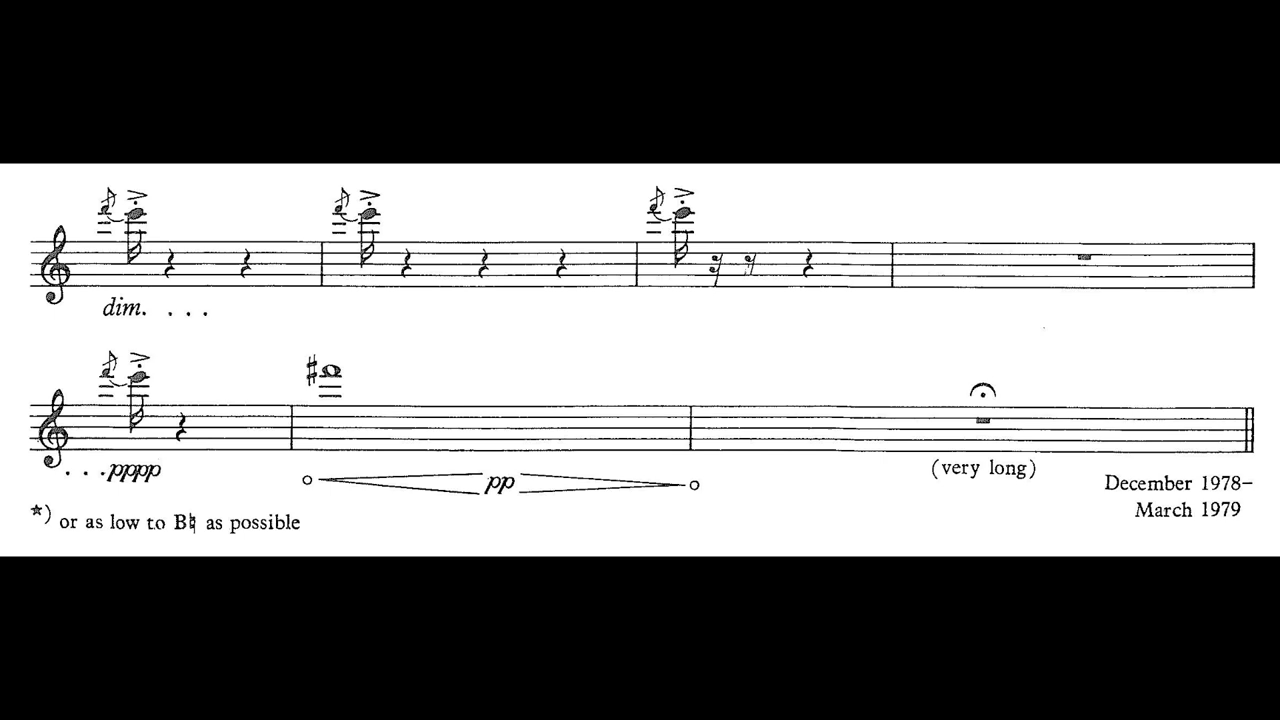 dim. . . .
. . . pppp
pp
(very long)
December 1978–
March 1979
*) or as low to B♮ as possible